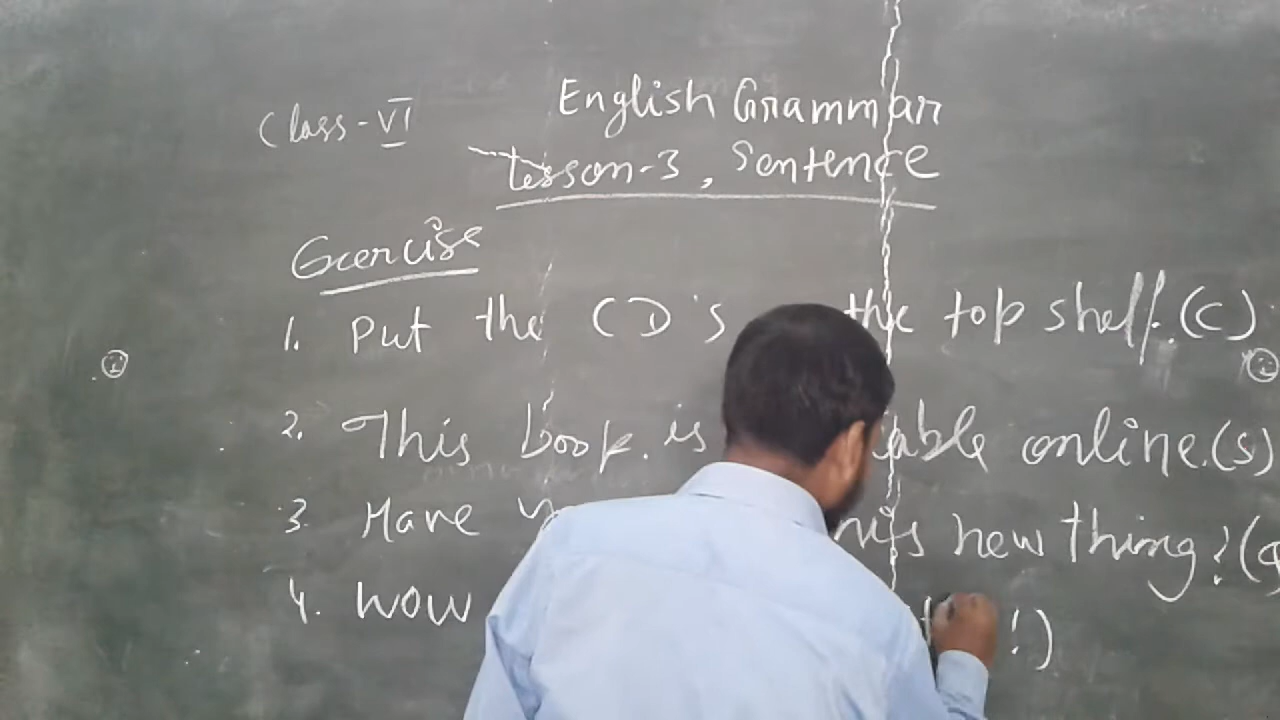 Class-VI
English Grammar
Lesson-3, Sentence
Exercise
1. Put the CD's the top shelf. (C)
2. This book. is able online. (s)
3. Have new thing? (
4. WOW !)